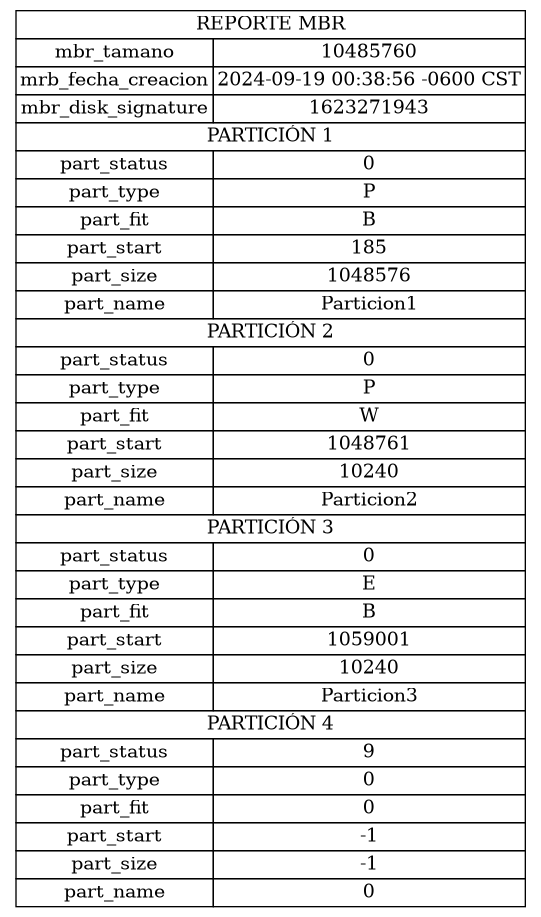 REPORTE MBR
mbr_tamano 10485760
mrb_fecha_creacion 2024-09-19 00:38:56 -0600 CST
mbr_disk_signature 1623271943
PARTICIÓN 1
part_status 0
part_type P
part_fit B
part_start 185
part_size 1048576
part_name Particion1
PARTICIÓN 2
part_status 0
part_type P
part_fit W
part_start 1048761
part_size 10240
part_name Particion2
PARTICIÓN 3
part_status 0
part_type E
part_fit B
part_start 1059001
part_size 10240
part_name Particion3
PARTICIÓN 4
part_status 9
part_type 0
part_fit 0
part_start -1
part_size -1
part_name 0